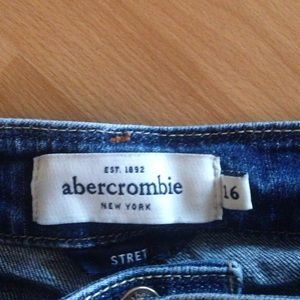 EST. 1892
abercrombie
NEW YORK
16
STRET